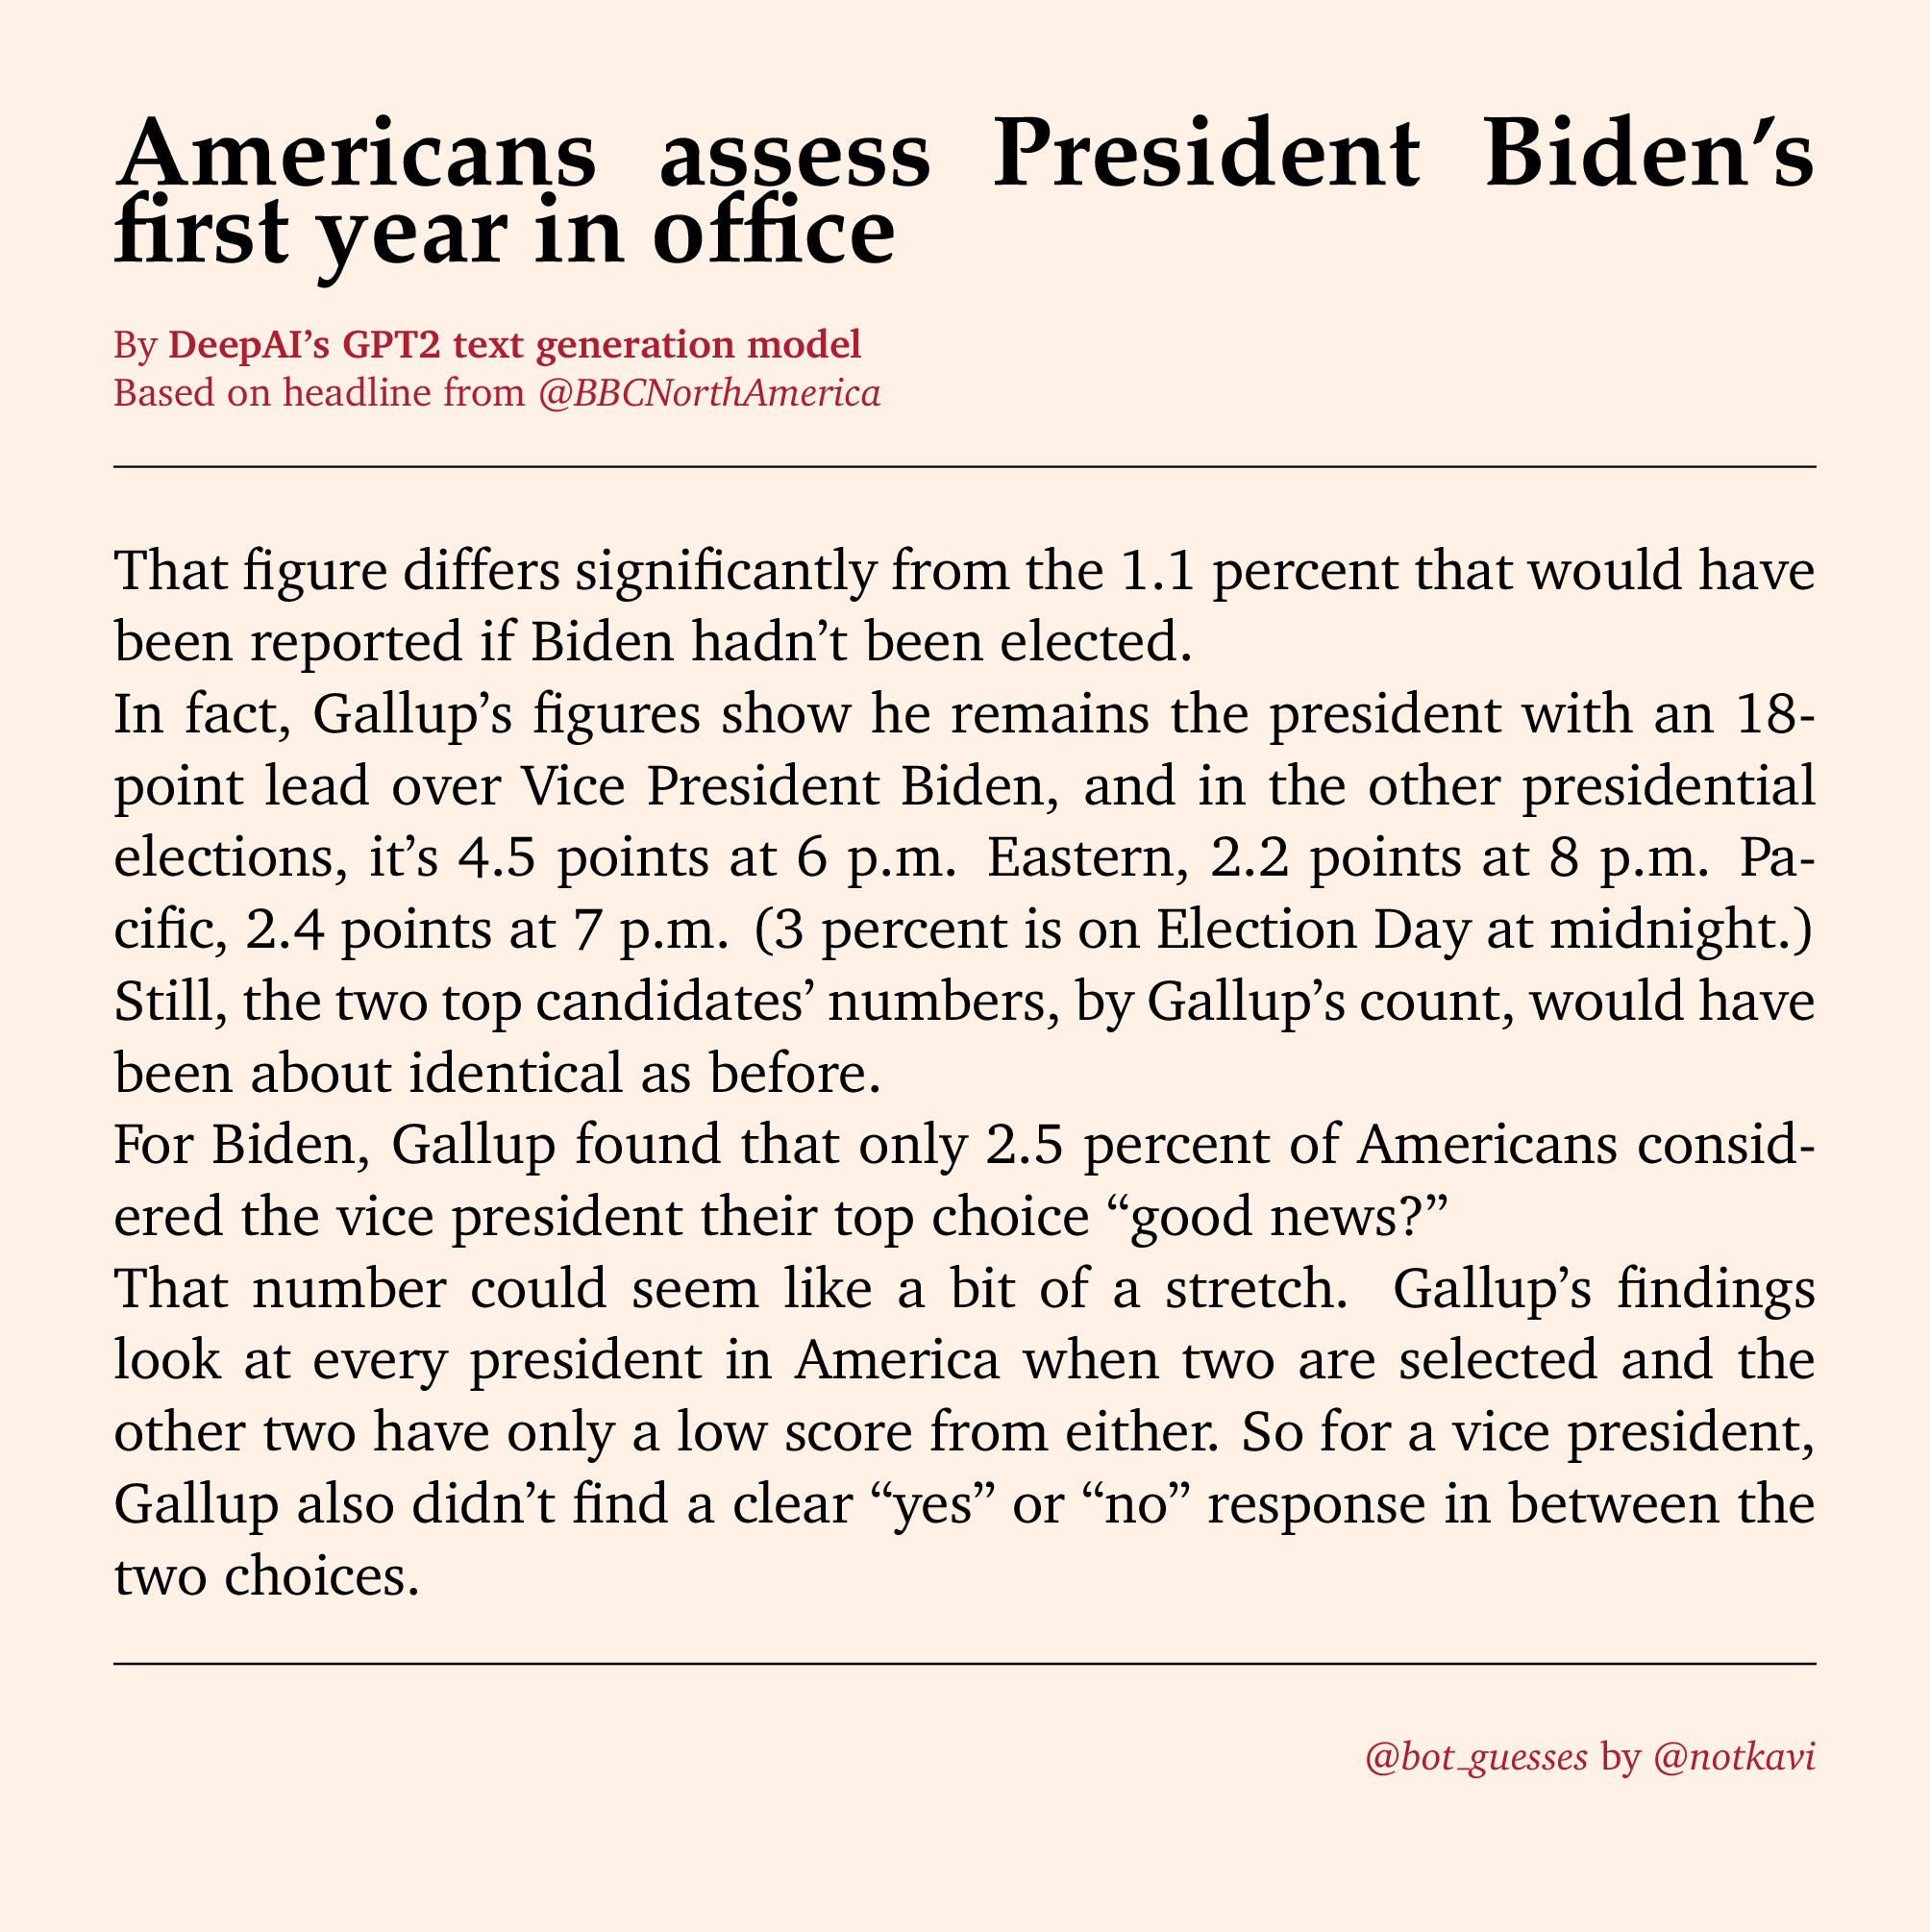 Americans assess President Biden’s
first year in office
By DeepAI’s GPT2 text generation model
Based on headline from @BBCNorthAmerica
That figure differs significantly from the 1.1 percent that would have
been reported if Biden hadn’t been elected.
In fact, Gallup’s figures show he remains the president with an 18-
point lead over Vice President Biden, and in the other presidential
elections, it’s 4.5 points at 6 p.m. Eastern, 2.2 points at 8 p.m. Pa-
cific, 2.4 points at 7 p.m. (3 percent is on Election Day at midnight.)
Still, the two top candidates’ numbers, by Gallup’s count, would have
been about identical as before.
For Biden, Gallup found that only 2.5 percent of Americans consid-
ered the vice president their top choice “good news?”
That number could seem like a bit of a stretch. Gallup’s findings
look at every president in America when two are selected and the
other two have only a low score from either. So for a vice president,
Gallup also didn’t find a clear “yes” or “no” response in between the
two choices.
@bot_guesses by @notkavi